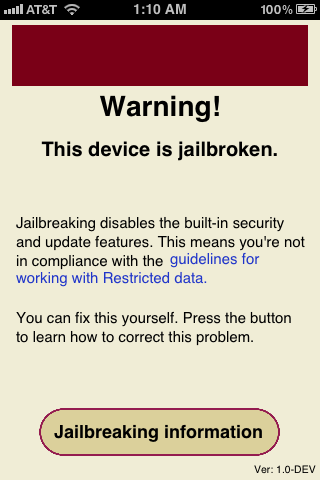 AT&T 1:10 AM 100%
Warning!
This device is jailbroken.
Jailbreaking disables the built-in security
and update features. This means you're not
in compliance with the guidelines for
working with Restricted data.
You can fix this yourself. Press the button
to learn how to correct this problem.
Jailbreaking information
Ver: 1.0-DEV